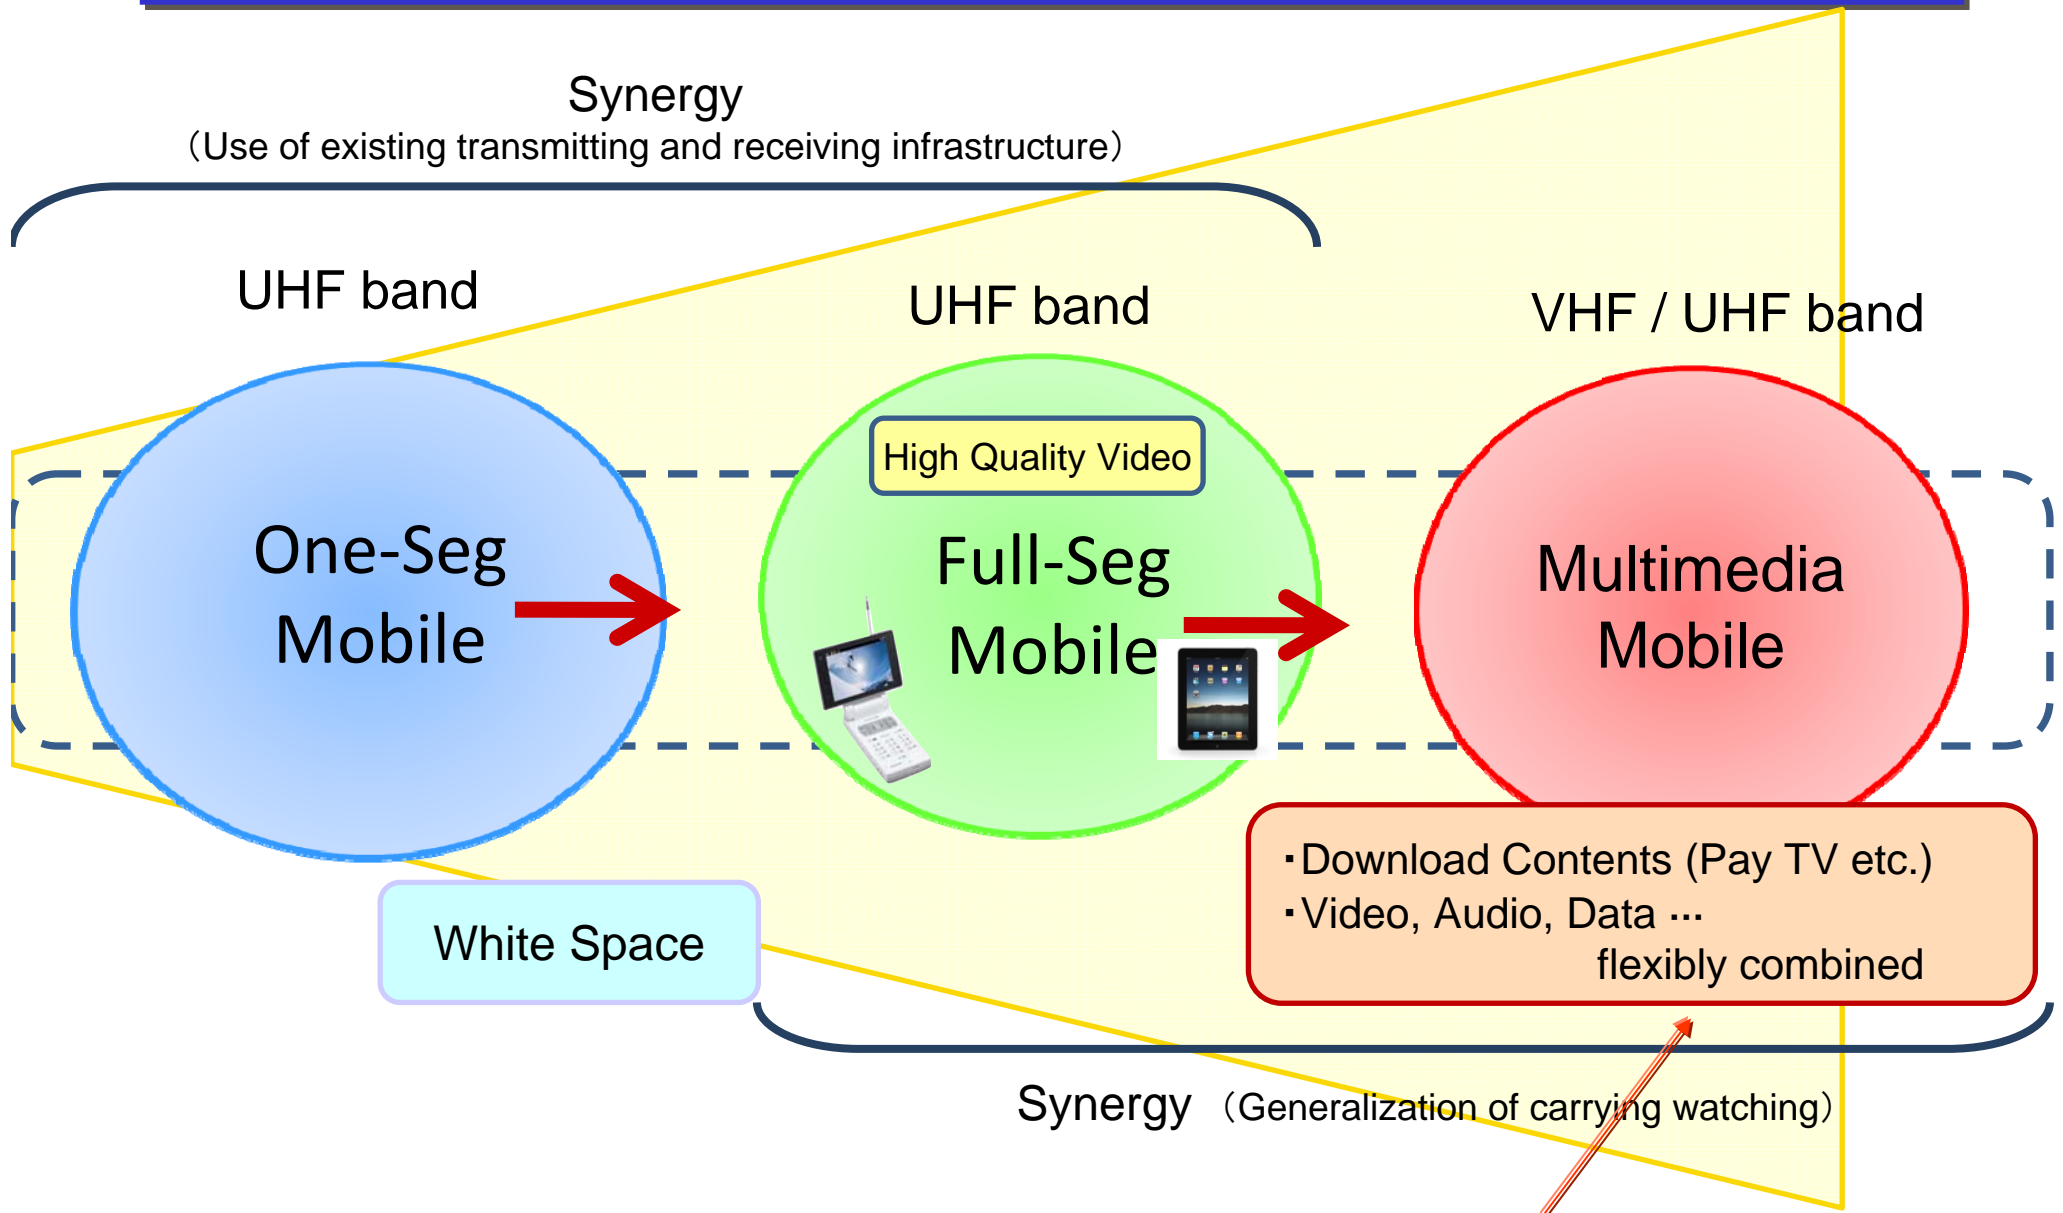 Synergy
（Use of existing transmitting and receiving infrastructure）
UHF band
UHF band
VHF / UHF band
High Quality Video
One-Seg
Mobile
Full-Seg
Mobile
Multimedia
Mobile
・Download Contents (Pay TV etc.)
・Video, Audio, Data ···
flexibly combined
White Space
Synergy （Generalization of carrying watching）